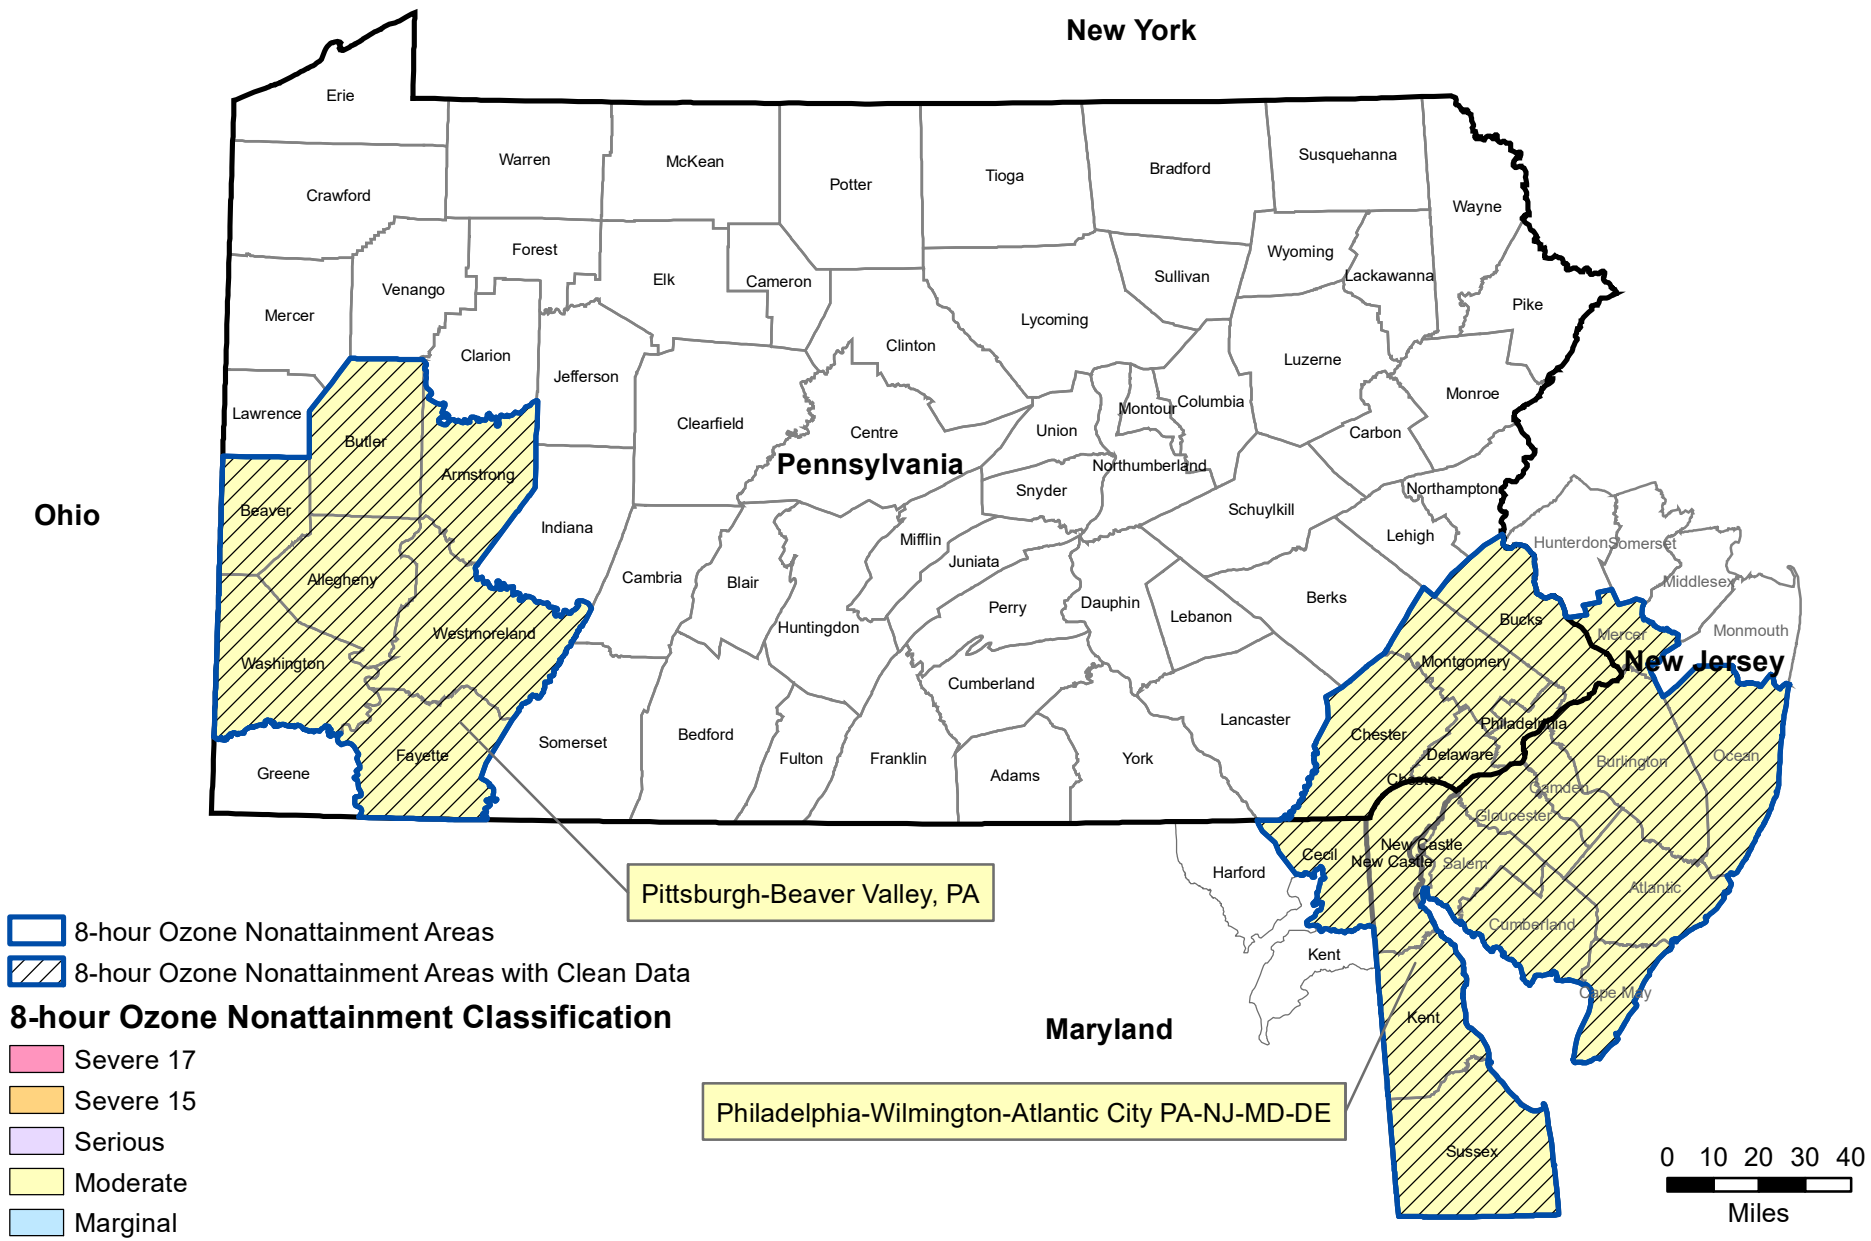 New York
Erie
Warren
McKean
Potter
Tioga
Bradford
Susquehanna
Crawford
Wayne
Forest
Wyoming
Elk
Cameron
Sullivan
Lackawanna
Venango
Mercer
Pike
Lycoming
Clinton
Clarion
Luzerne
Jefferson
Monroe
Lawrence
Montour
Columbia
Clearfield
Centre
Union
Carbon
Butler
Pennsylvania
Northumberland
Armstrong
Snyder
Northampton
Beaver
Schuylkill
Ohio
Indiana
Mifflin
Lehigh
Hunterdon
Somerset
Juniata
Allegheny
Cambria
Blair
Middlesex
Perry
Dauphin
Berks
Lebanon
Bucks
Huntingdon
Westmoreland
Mercer
Monmouth
Washington
Montgomery
New Jersey
Cumberland
Lancaster
Philadelphia
Bedford
Chester
Somerset
Fayette
Fulton
Franklin
York
Delaware
Burlington
Ocean
Greene
Adams
Chester
Camden
Gloucester
New Castle
Cecil
New Castle
Salem
Harford
Pittsburgh-Beaver Valley, PA
Atlantic
Cumberland
8-hour Ozone Nonattainment Areas
Kent
8-hour Ozone Nonattainment Areas with Clean Data
Cape May
8-hour Ozone Nonattainment Classification
Kent
Maryland
Severe 17
Severe 15
Philadelphia-Wilmington-Atlantic City PA-NJ-MD-DE
Serious
Sussex
0 10 20 30 40
Moderate
Miles
Marginal